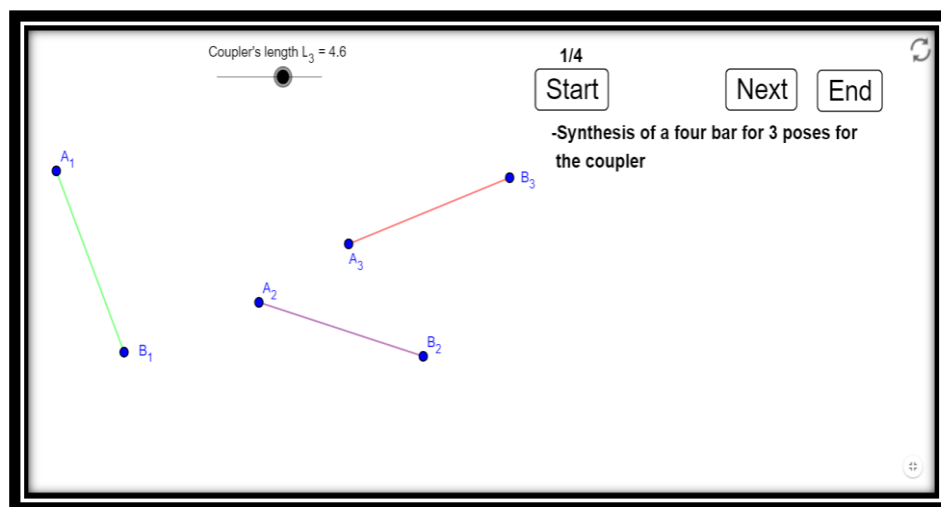 Coupler's length L₃ = 4.6
1/4
Start
Next
End
-Synthesis of a four bar for 3 poses for
the coupler
A₁
B₃
A₃
A₂
B₂
B₁